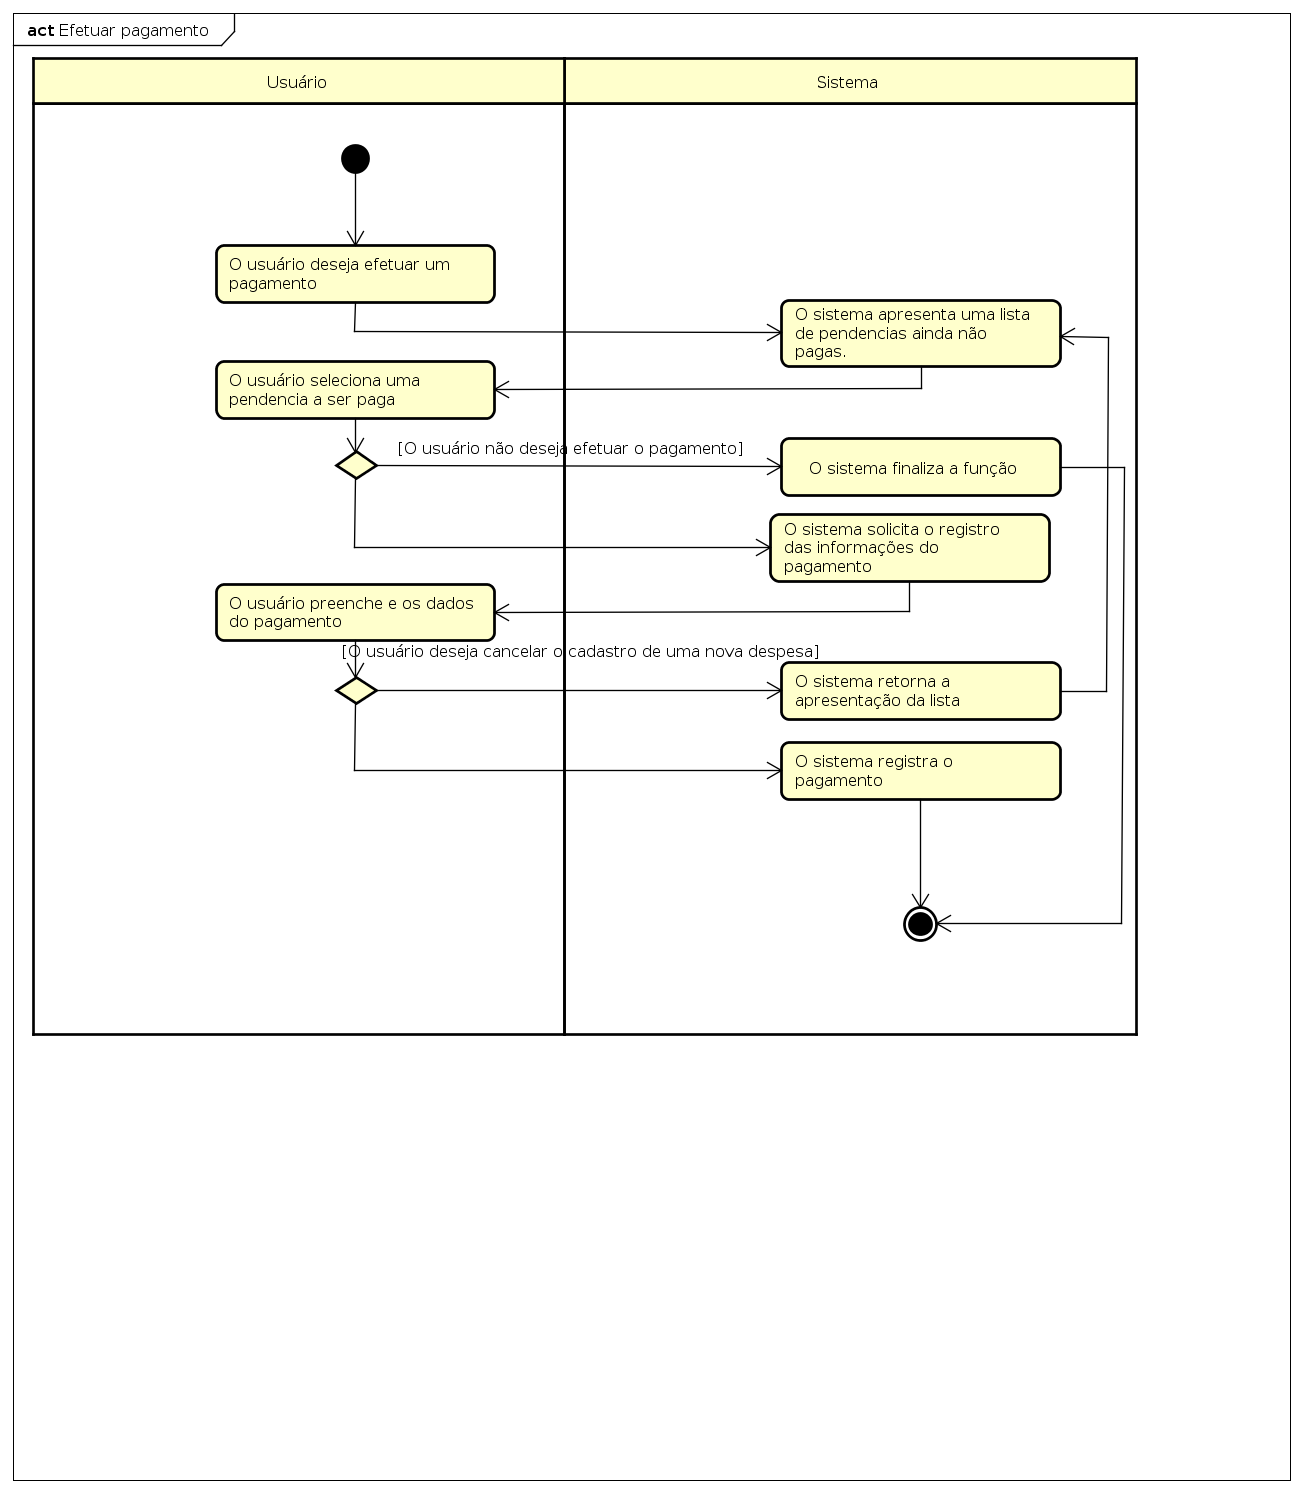 act Efetuar pagamento
Usuário
Sistema
O usuário deseja efetuar um
pagamento
O sistema apresenta uma lista
de pendencias ainda não
pagas.
O usuário seleciona uma
pendencia a ser paga
[O usuário não deseja efetuar o pagamento]
O sistema finaliza a função
O sistema solicita o registro
das informações do
pagamento
O usuário preenche e os dados
do pagamento
[O usuário deseja cancelar o cadastro de uma nova despesa]
O sistema retorna a
apresentação da lista
O sistema registra o
pagamento